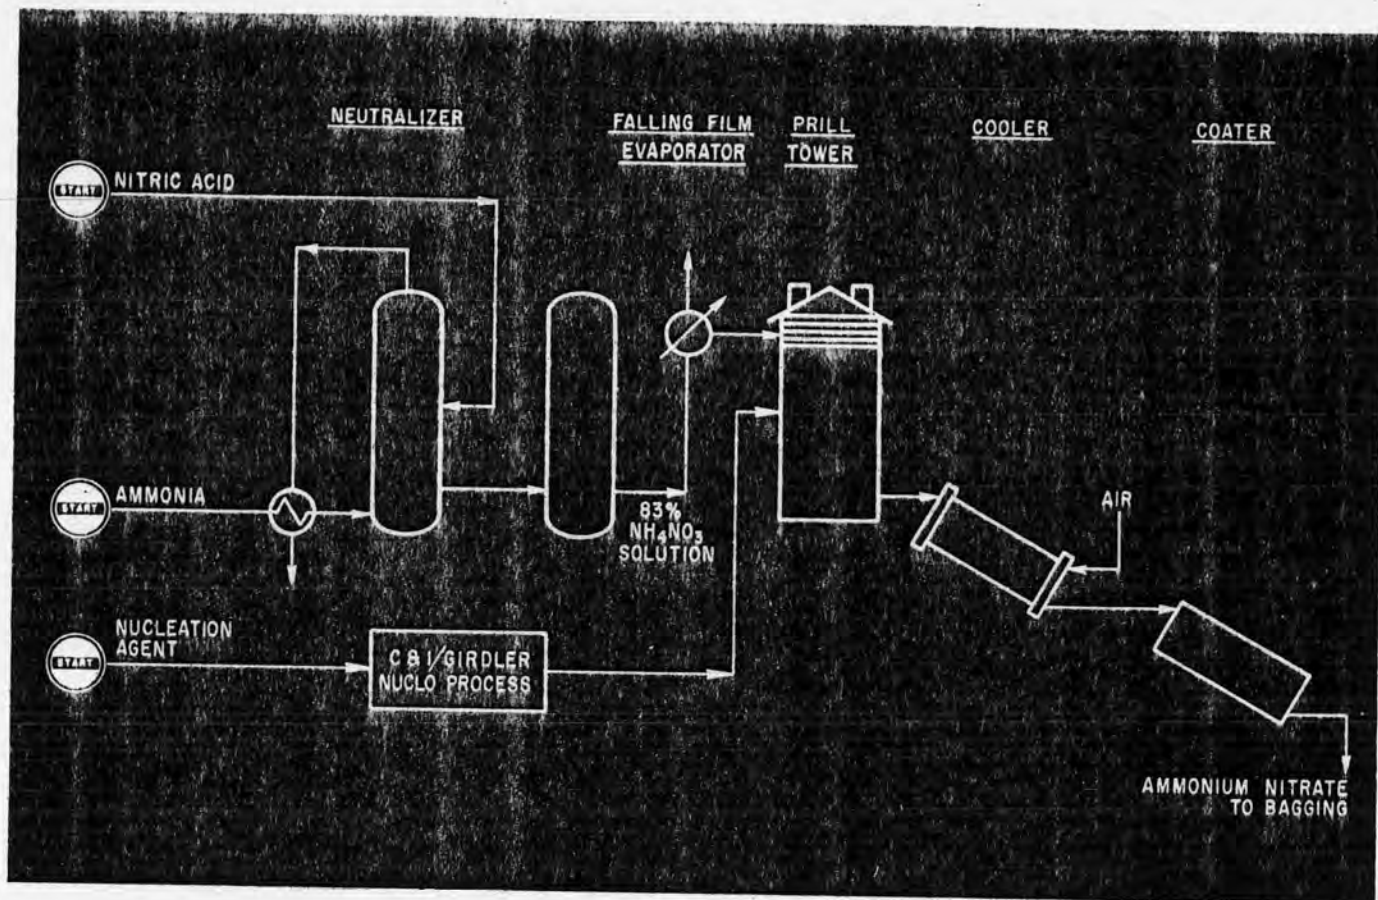 NEUTRALIZER
FALLING FILM
EVAPORATOR
PRILL
TOWER
COOLER
COATER
START
NITRIC ACID
START
AMMONIA
83%
NH₄NO₃
SOLUTION
AIR
START
NUCLEATION
AGENT
C & I/GIRDLER
NUCLO PROCESS
AMMONIUM NITRATE
TO BAGGING